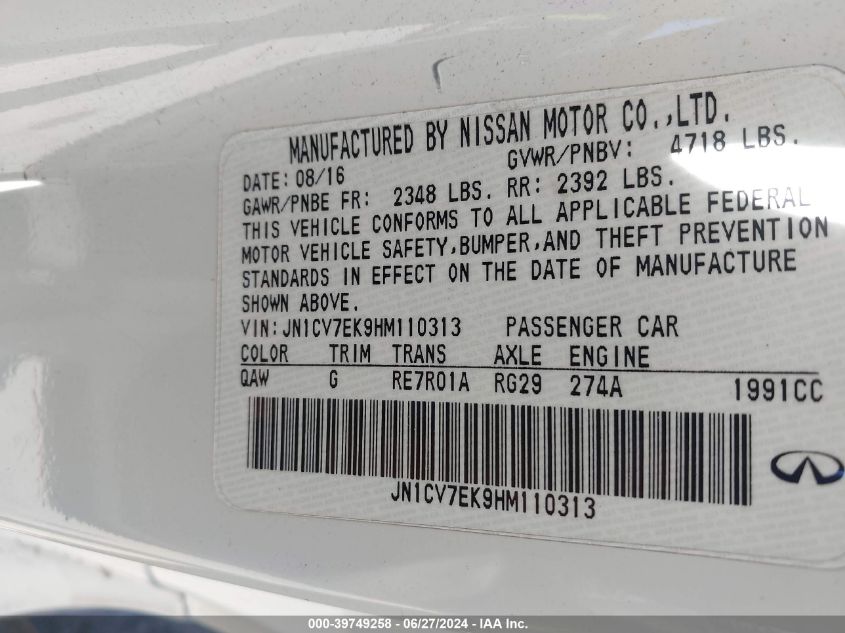 MANUFACTURED BY NISSAN MOTOR CO.,LTD.
DATE: 08/16 GVWR/PNBV: 4718 LBS.
GAWR/PNBE FR: 2348 LBS. RR: 2392 LBS.
THIS VEHICLE CONFORMS TO ALL APPLICABLE FEDERAL
MOTOR VEHICLE SAFETY,BUMPER,AND THEFT PREVENTION
STANDARDS IN EFFECT ON THE DATE OF MANUFACTURE
SHOWN ABOVE.
VIN: JN1CV7EK9HM110313 PASSENGER CAR
COLOR TRIM TRANS AXLE ENGINE
QAW G RE7R01A RG29 274A 1991CC
JN1CV7EK9HM110313
000-39749258 - 06/27/2024 - IAA Inc.